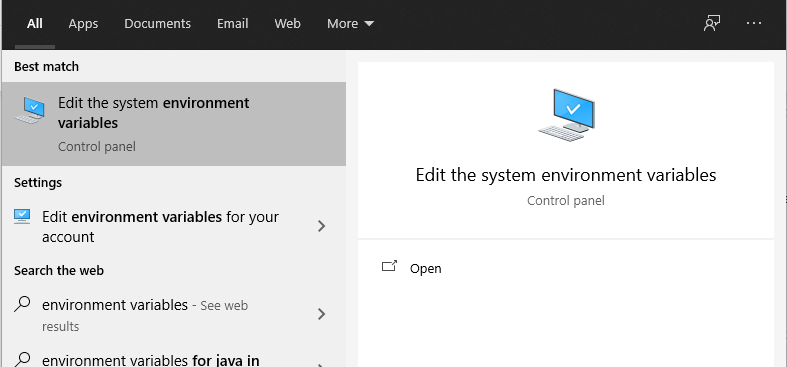 All Apps Documents Email Web More
Best match
Edit the system environment
variables
Control panel
Settings
Edit environment variables for your
account
Search the web
environment variables - See web
results
environment variables for java in
Edit the system environment variables
Control panel
Open